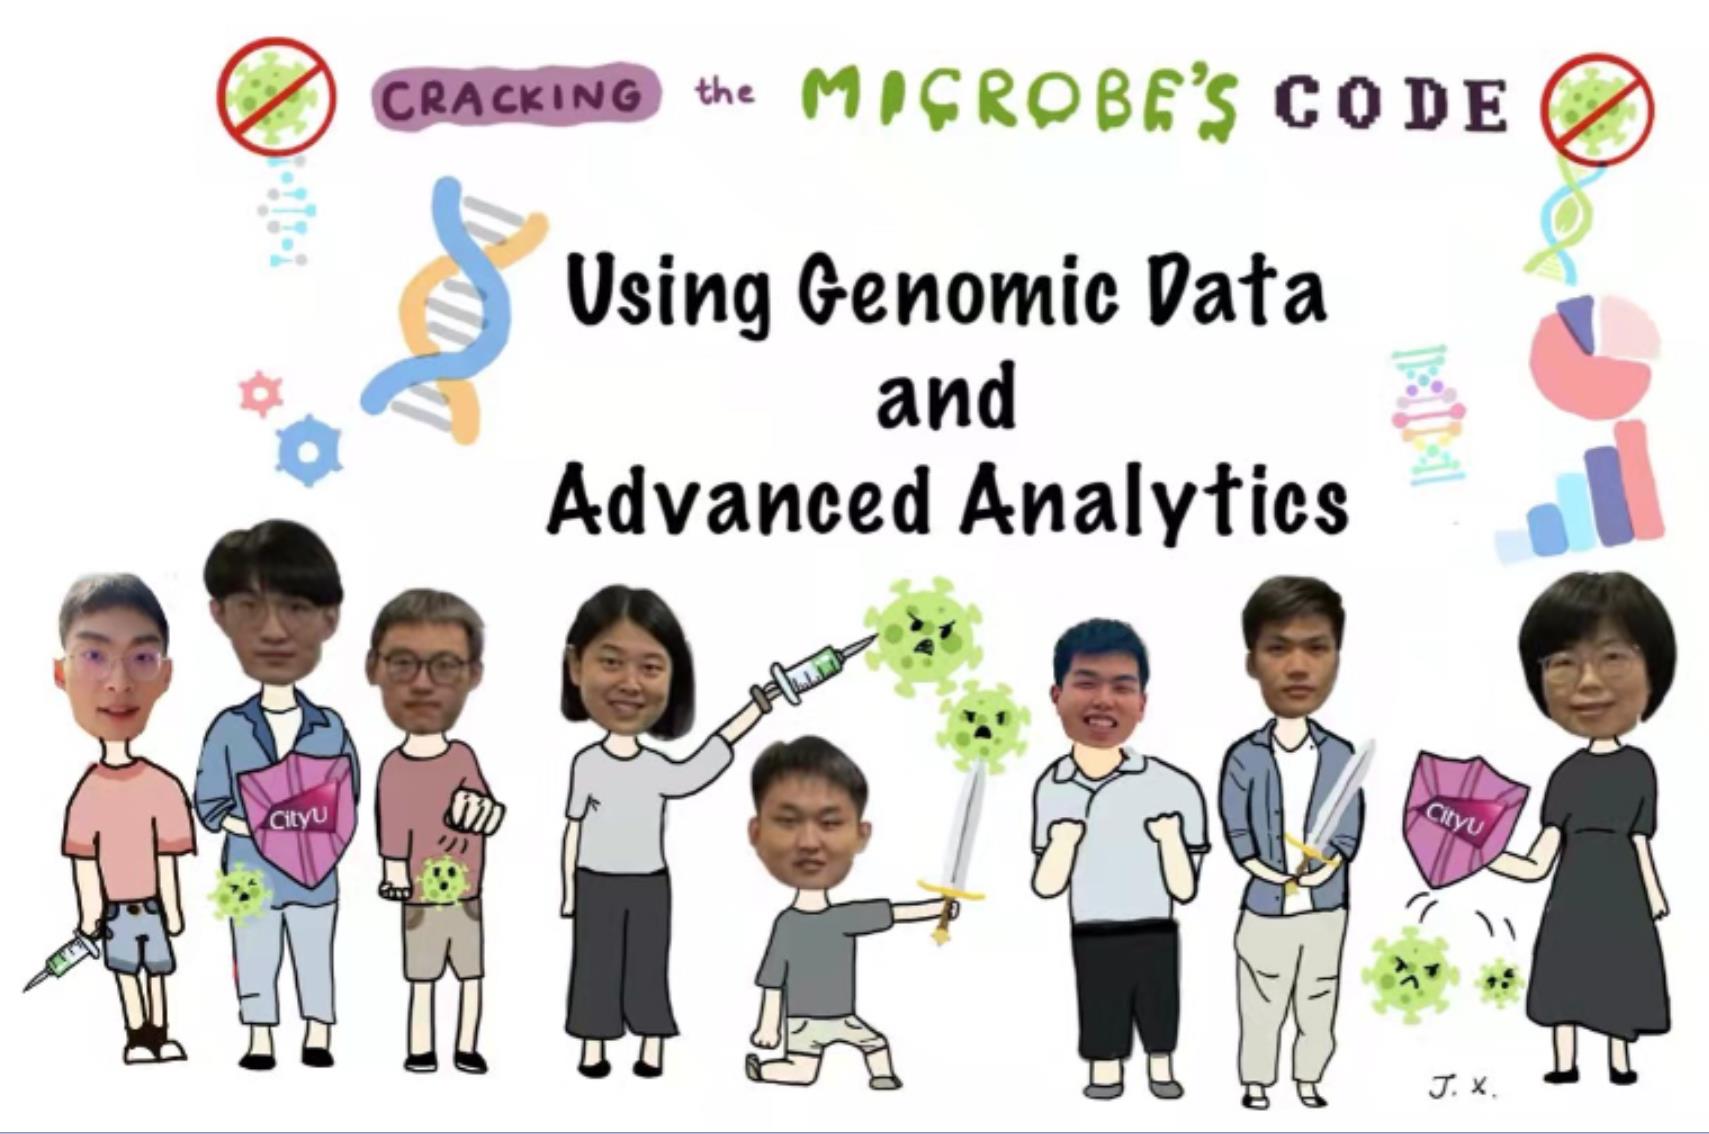 CRACKING the MICROBE'S CODE
Using Genomic Data
and
Advanced Analytics
CityU
CityU
J. X.